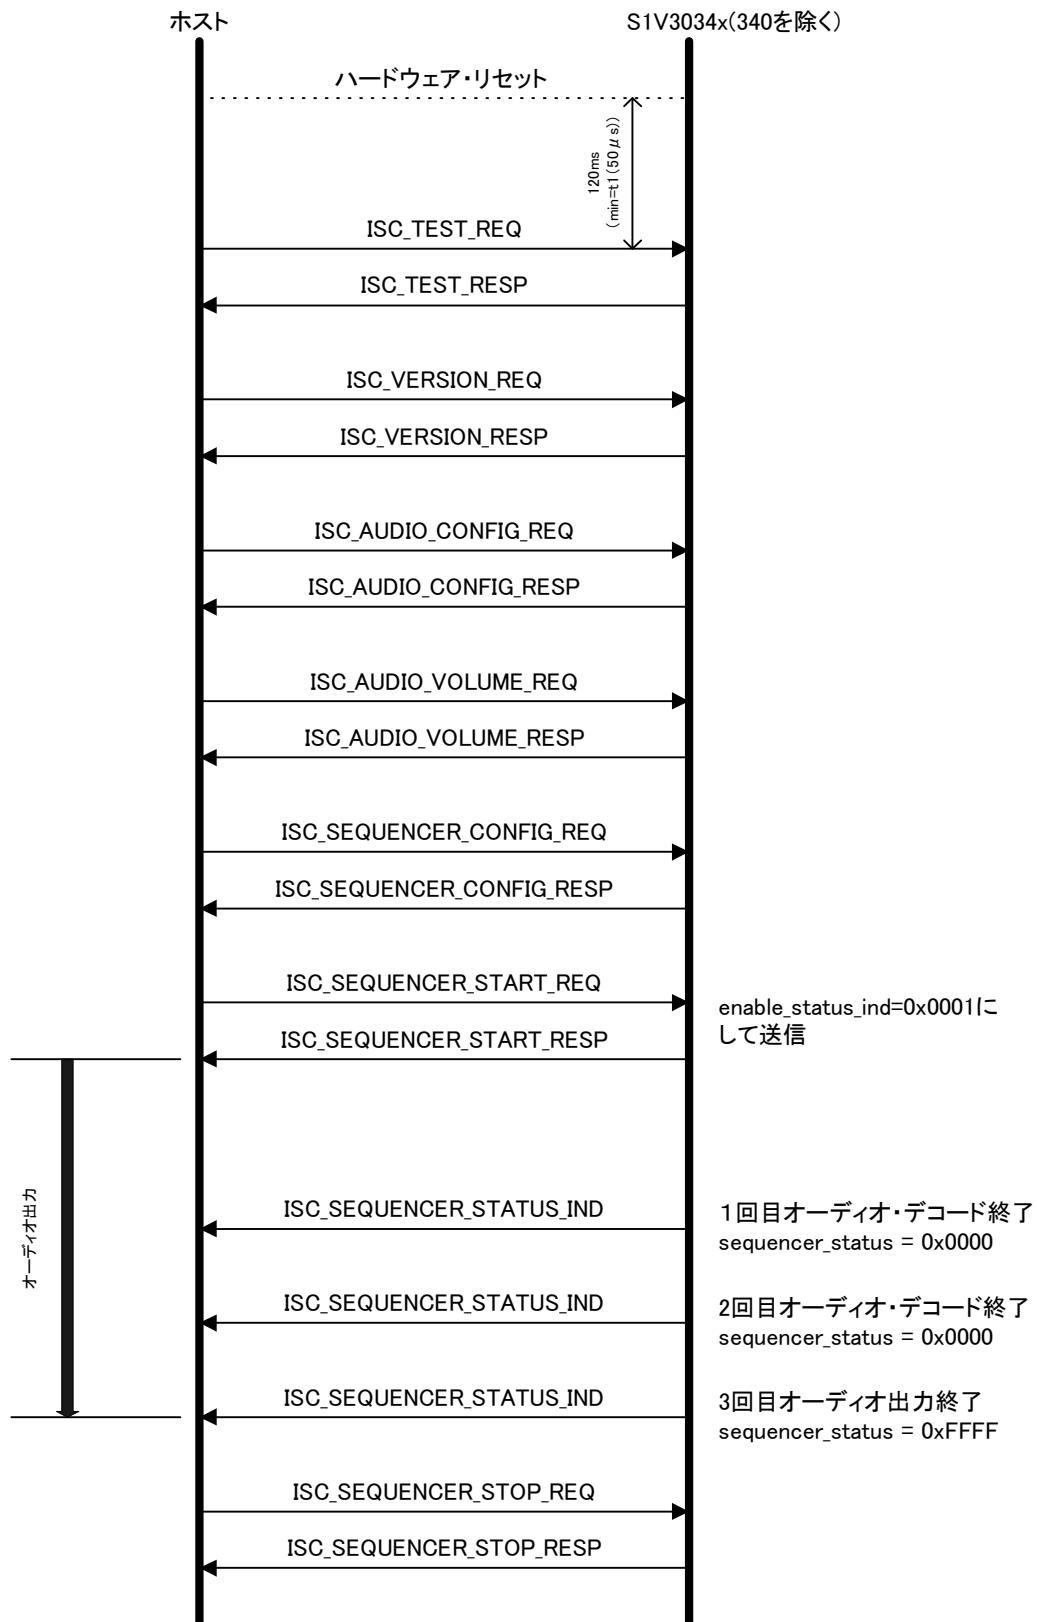 ホスト
S1V3034x(340を除く)
ハードウェア・リセット
120ms
(min=t1(50μs))
ISC_TEST_REQ
ISC_TEST_RESP
ISC_VERSION_REQ
ISC_VERSION_RESP
ISC_AUDIO_CONFIG_REQ
ISC_AUDIO_CONFIG_RESP
ISC_AUDIO_VOLUME_REQ
ISC_AUDIO_VOLUME_RESP
ISC_SEQUENCER_CONFIG_REQ
ISC_SEQUENCER_CONFIG_RESP
ISC_SEQUENCER_START_REQ
enable_status_ind=0x0001に
して送信
ISC_SEQUENCER_START_RESP
オーディオ出力
ISC_SEQUENCER_STATUS_IND
1回目オーディオ・デコード終了
sequencer_status = 0x0000
ISC_SEQUENCER_STATUS_IND
2回目オーディオ・デコード終了
sequencer_status = 0x0000
ISC_SEQUENCER_STATUS_IND
3回目オーディオ出力終了
sequencer_status = 0xFFFF
ISC_SEQUENCER_STOP_REQ
ISC_SEQUENCER_STOP_RESP